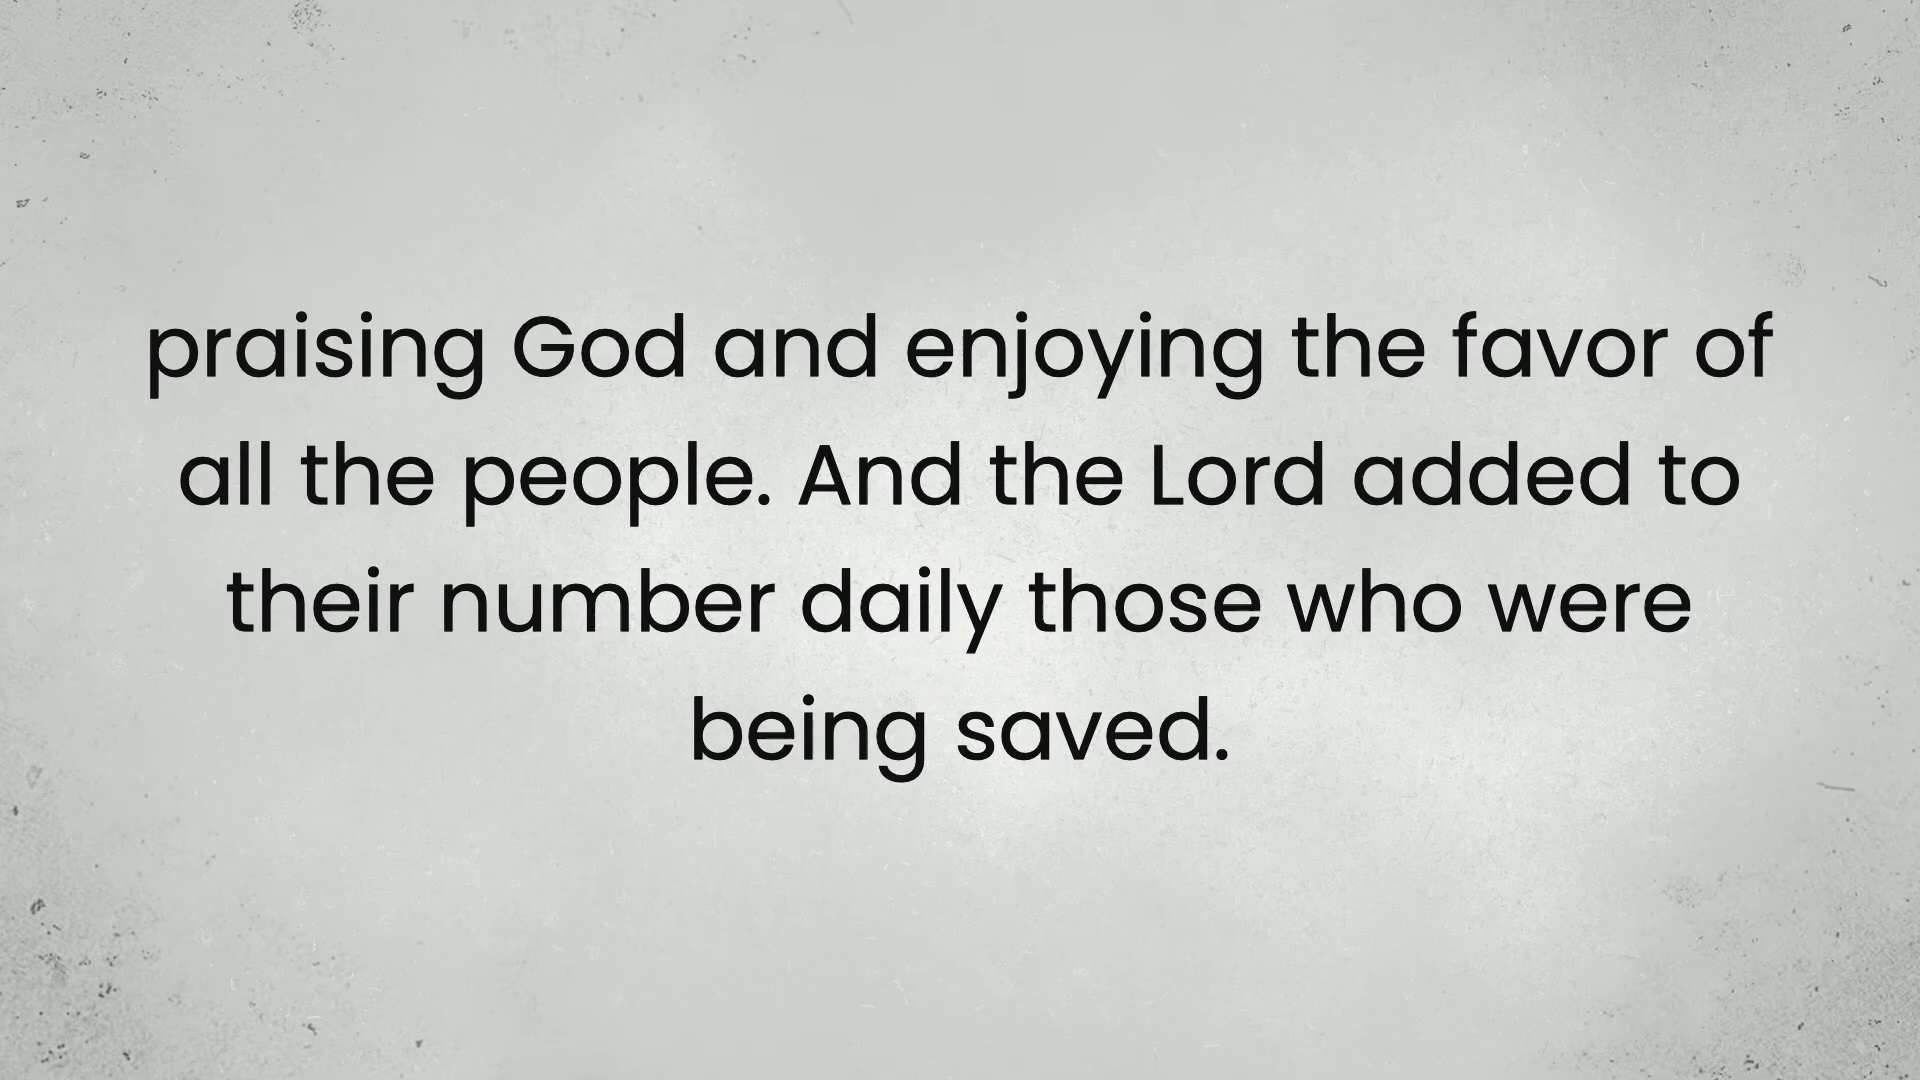 praising God and enjoying the favor of
all the people. And the Lord added to
their number daily those who were
being saved.